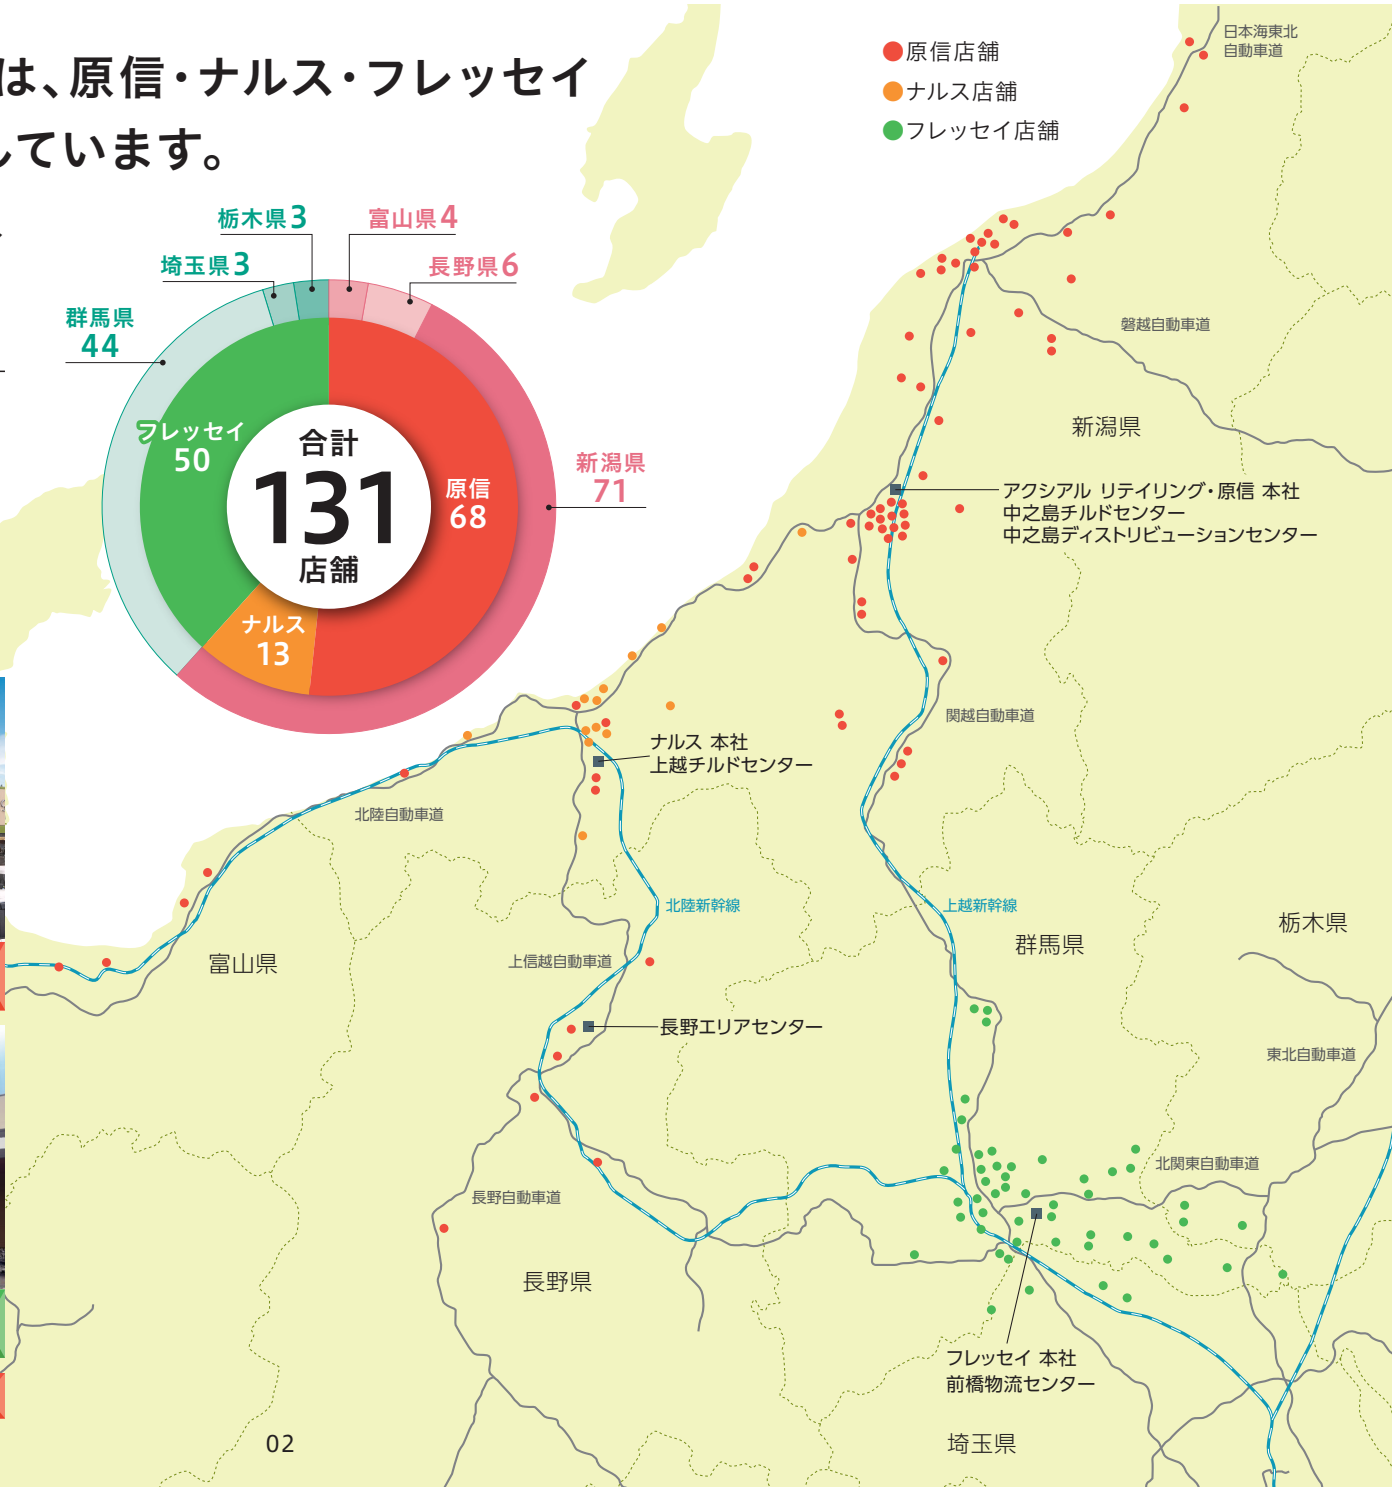 は、原信・ナルス・フレッセイ
しています。
原信店舗
ナルス店舗
フレッセイ店舗
栃木県3
富山県4
埼玉県3
長野県6
群馬県
44
フレッセイ
50
合計
131
店舗
原信
68
新潟県
71
ナルス
13
日本海東北
自動車道
磐越自動車道
新潟県
アクシアル リテイリング・原信 本社
中之島チルドセンター
中之島ディストリビューションセンター
関越自動車道
ナルス 本社
上越チルドセンター
北陸自動車道
北陸新幹線
上越新幹線
栃木県
群馬県
富山県
上信越自動車道
長野エリアセンター
東北自動車道
北関東自動車道
長野自動車道
長野県
フレッセイ 本社
前橋物流センター
埼玉県
02